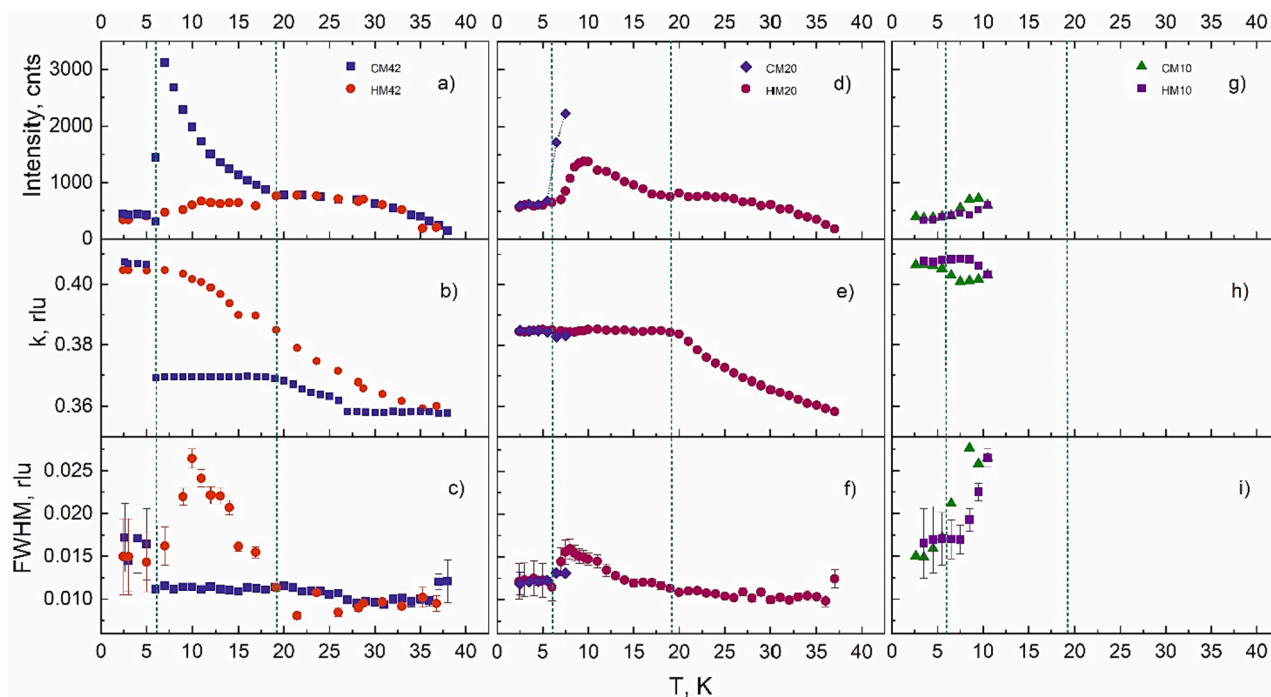 0 5 10 15 20 25 30 35 40 0 5 10 15 20 25 30 35 40 0 5 10 15 20 25 30 35 40
Intensity, cnts
3000
2000
1000
0
CM42
HM42
a)
CM20
HM20
d)
CM10
HM10
g)
k, rlu
0.40
0.38
0.36
b)
e)
h)
FWHM, rlu
0.025
0.020
0.015
0.010
c)
f)
i)
0 5 10 15 20 25 30 35 40 0 5 10 15 20 25 30 35 40 0 5 10 15 20 25 30 35 40
T, K